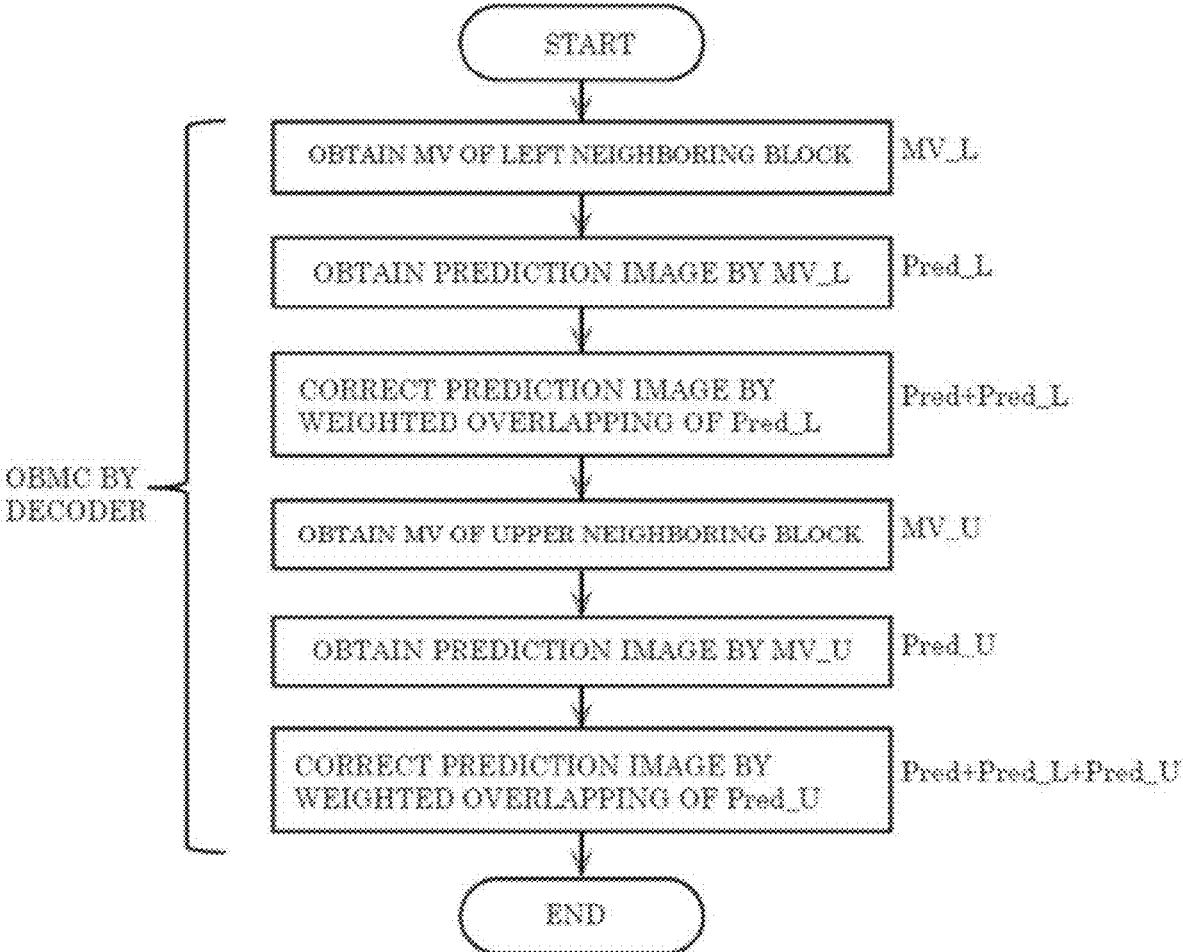 START
OBTAIN MV OF LEFT NEIGHBORING BLOCK
MV_L
OBTAIN PREDICTION IMAGE BY MV_L
Pred_L
CORRECT PREDICTION IMAGE BY
WEIGHTED OVERLAPPING OF Pred_L
Pred+Pred_L
OBMC BY
DECODER
OBTAIN MV OF UPPER NEIGHBORING BLOCK
MV_U
OBTAIN PREDICTION IMAGE BY MV_U
Pred_U
CORRECT PREDICTION IMAGE BY
WEIGHTED OVERLAPPING OF Pred_U
Pred+Pred_L+Pred_U
END